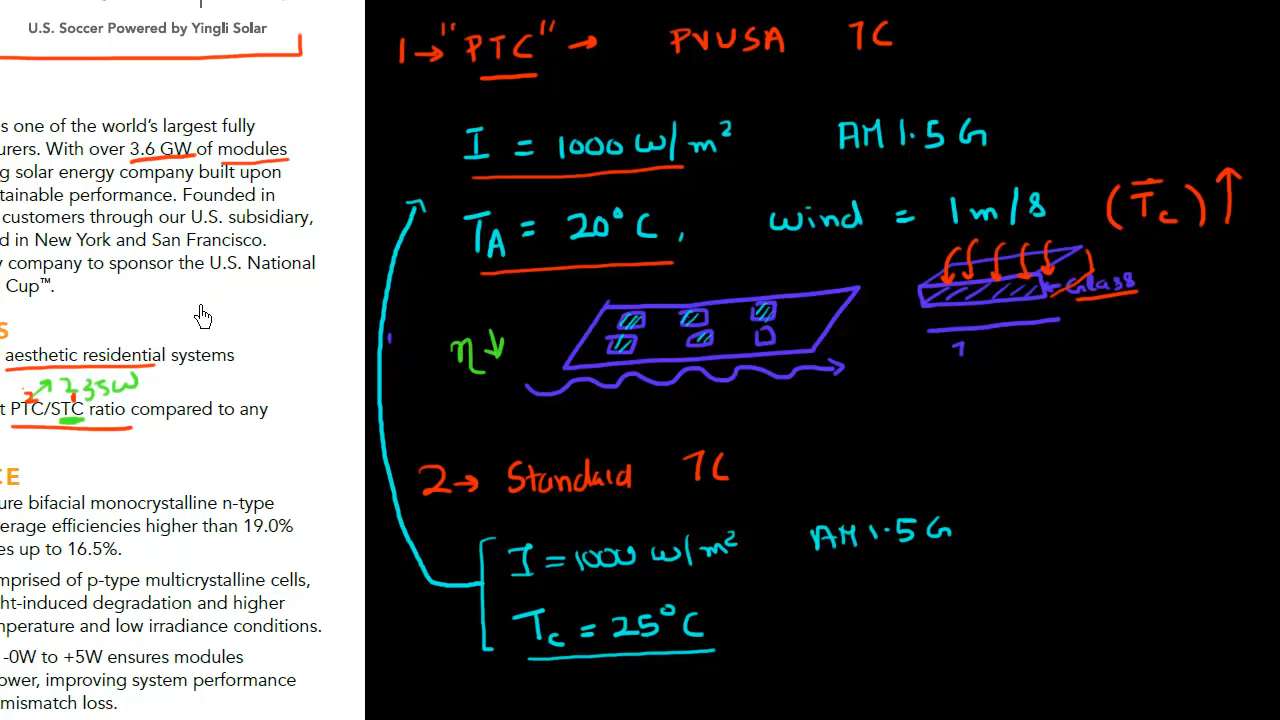 U.S. Soccer Powered by Yingli Solar
s one of the world's largest fully
urers. With over 3.6 GW of modules
g solar energy company built upon
stainable performance. Founded in
customers through our U.S. subsidiary,
d in New York and San Francisco.
y company to sponsor the U.S. National
Cup™.
S
aesthetic residential systems
235W
t PTC/STC ratio compared to any
CE
ure bifacial monocrystalline n-type
erage efficiencies higher than 19.0%
es up to 16.5%.
mprised of p-type multicrystalline cells,
ht-induced degradation and higher
mperature and low irradiance conditions.
-0W to +5W ensures modules
ower, improving system performance
mismatch loss.
1→ "PTC" → PVUSA TC
I = 1000 W/m² AM 1.5 G
T_A = 20°C, wind = 1m/s (T_c)↑
Glass
η↓
2→ Standard TC
I = 1000 W/m² AM 1.5 G
T_c = 25°C